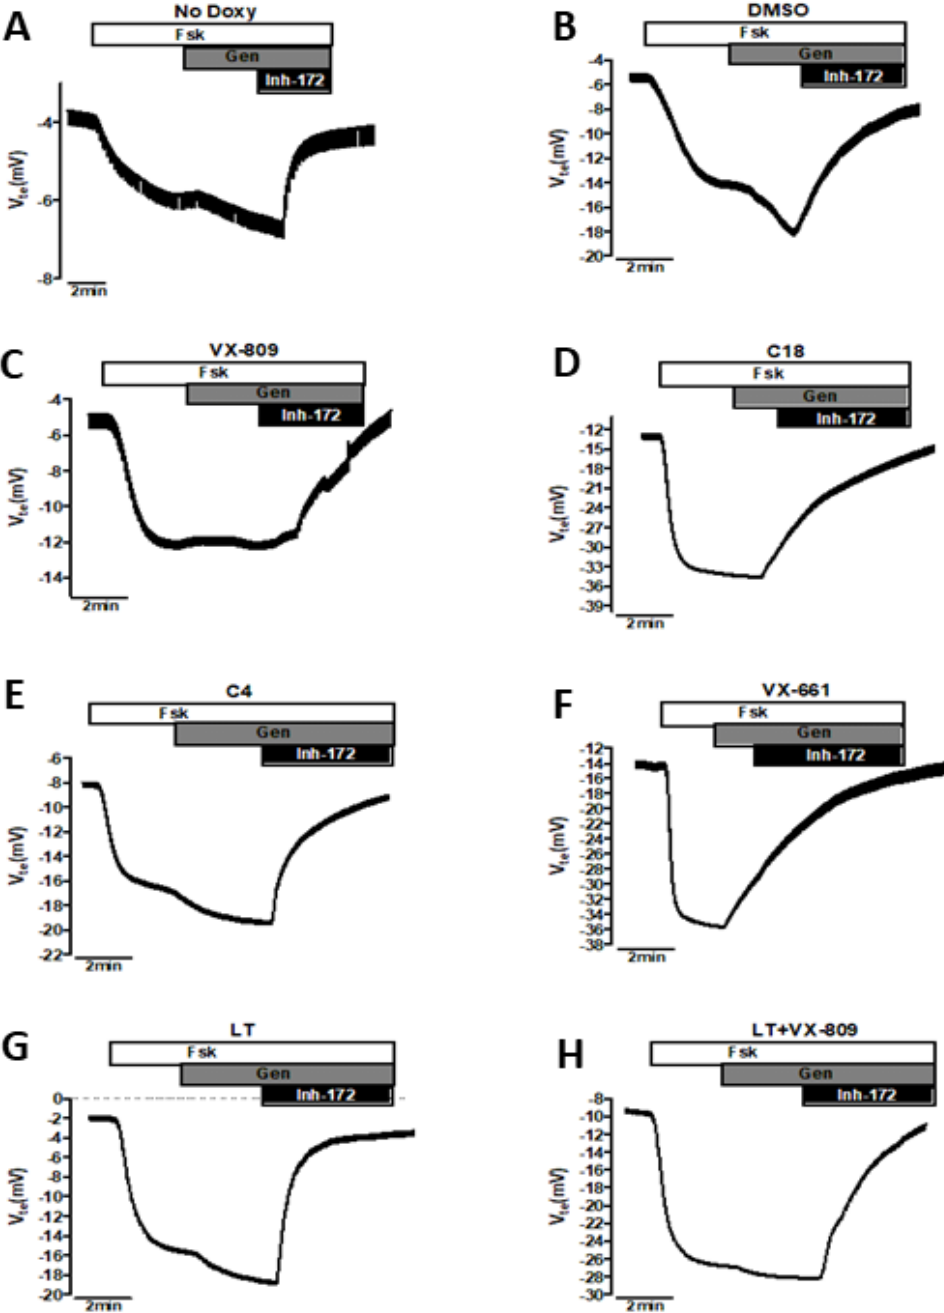 A
No Doxy
Fsk
Gen
Inh-172
-4
-6
-8
Vte(mV)
2min
B
DMSO
Fsk
Gen
Inh-172
-4
-6
-8
-10
-12
-14
-16
-18
-20
Vte(mV)
2min
C
VX-809
Fsk
Gen
Inh-172
-4
-6
-8
-10
-12
-14
Vte(mV)
2min
D
C18
Fsk
Gen
Inh-172
-12
-15
-18
-21
-24
-27
-30
-33
-36
-39
Vte(mV)
2min
E
C4
Fsk
Gen
Inh-172
-6
-8
-10
-12
-14
-16
-18
-20
-22
Vte(mV)
2min
F
VX-661
Fsk
Gen
Inh-172
-12
-14
-16
-18
-20
-22
-24
-26
-28
-30
-32
-34
-36
-38
Vte(mV)
2min
G
LT
Fsk
Gen
Inh-172
0
-2
-4
-6
-8
-10
-12
-14
-16
-18
-20
Vte(mV)
2min
H
LT+VX-809
Fsk
Gen
Inh-172
-8
-10
-12
-14
-16
-18
-20
-22
-24
-26
-28
-30
Vte(mV)
2min